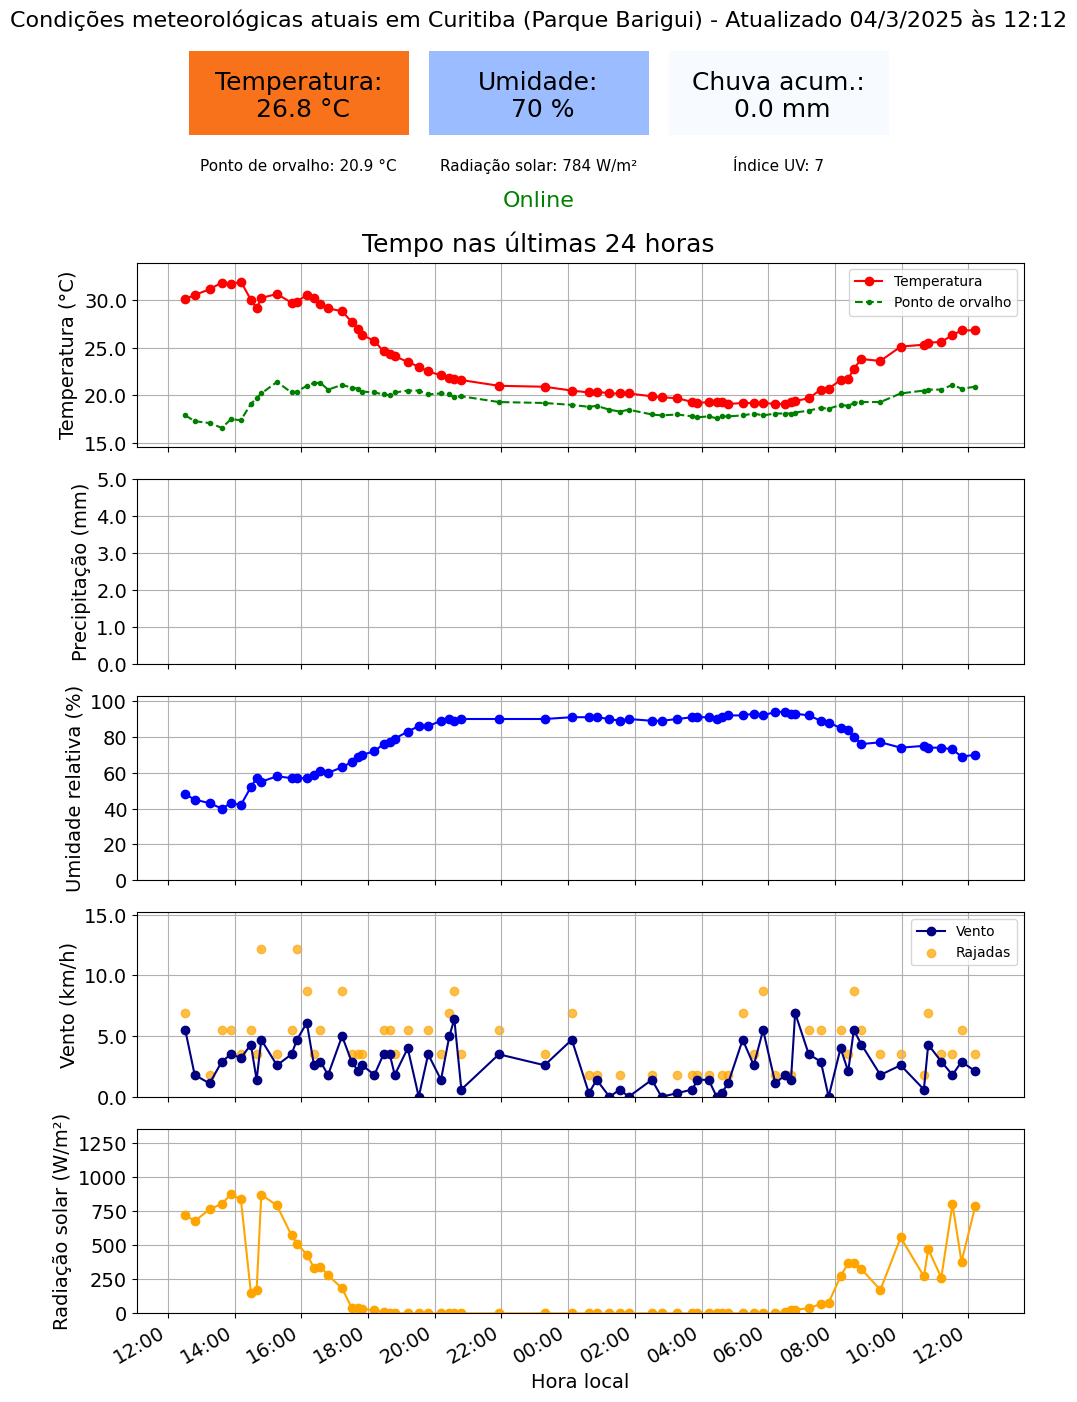 Condições meteorológicas atuais em Curitiba (Parque Barigui) - Atualizado 04/3/2025 às 12:12
Temperatura:
26.8 °C
Umidade:
70 %
Chuva acum.:
0.0 mm
Ponto de orvalho: 20.9 °C
Radiação solar: 784 W/m²
Índice UV: 7
Online
Tempo nas últimas 24 horas
Temperatura (°C)
30.0
25.0
20.0
15.0
Temperatura
Ponto de orvalho
Precipitação (mm)
5.0
4.0
3.0
2.0
1.0
0.0
Umidade relativa (%)
100
80
60
40
20
0
Vento (km/h)
15.0
10.0
5.0
0.0
Vento
Rajadas
Radiação solar (W/m²)
1250
1000
750
500
250
0
12:00
14:00
16:00
18:00
20:00
22:00
00:00
02:00
04:00
06:00
08:00
10:00
12:00
Hora local